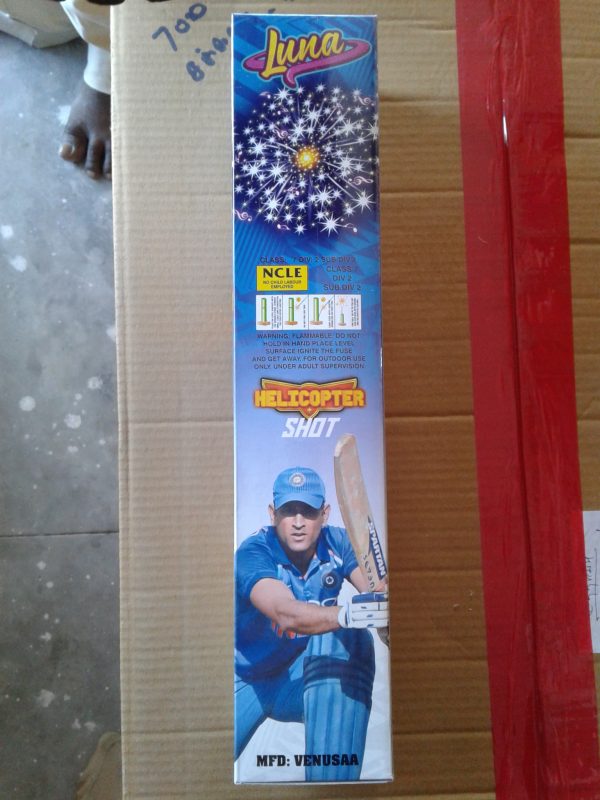 700
Luna
CLASS: 7 DIV: 2 SUB DIV 2
NCLE
NO CHILD LABOUR
EMPLOYED
CLASS 7
DIV 2
SUB DIV 2
WARNING: FLAMMABLE, DO NOT
HOLD IN HAND PLACE LEVEL
SURFACE IGNITE THE FUSE
AND GET AWAY. FOR OUTDOOR USE
ONLY. UNDER ADULT SUPERVISION
HELICOPTER
SHOT
SPARTAN
MFD: VENUSAA